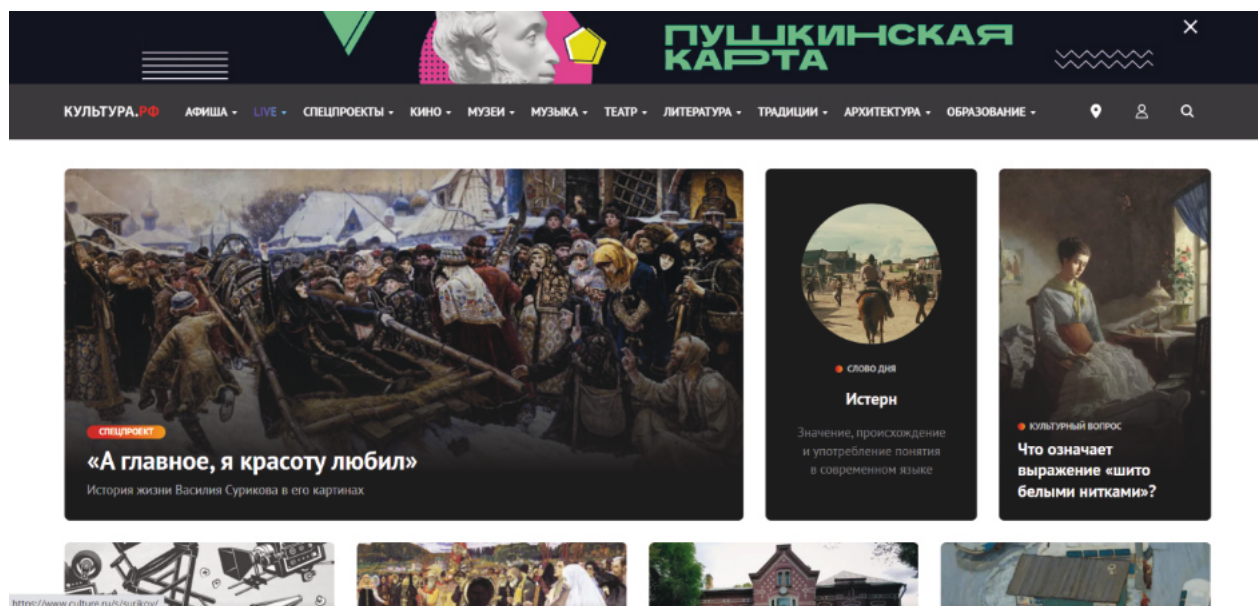 ПУШКИНСКАЯ
КАРТА
КУЛЬТУРА.РФ АФИША LIVE СПЕЦПРОЕКТЫ КИНО МУЗЕИ МУЗЫКА ТЕАТР ЛИТЕРАТУРА ТРАДИЦИИ АРХИТЕКТУРА ОБРАЗОВАНИЕ
СПЕЦПРОЕКТ
«А главное, я красоту любил»
История жизни Василия Сурикова в его картинах
СЛОВО ДНЯ
Истерн
Значение, происхождение
и употребление понятия
в современном языке
КУЛЬТУРНЫЙ ВОПРОС
Что означает
выражение «шито
белыми нитками»?
https://www.culture.ru/s/surikov/